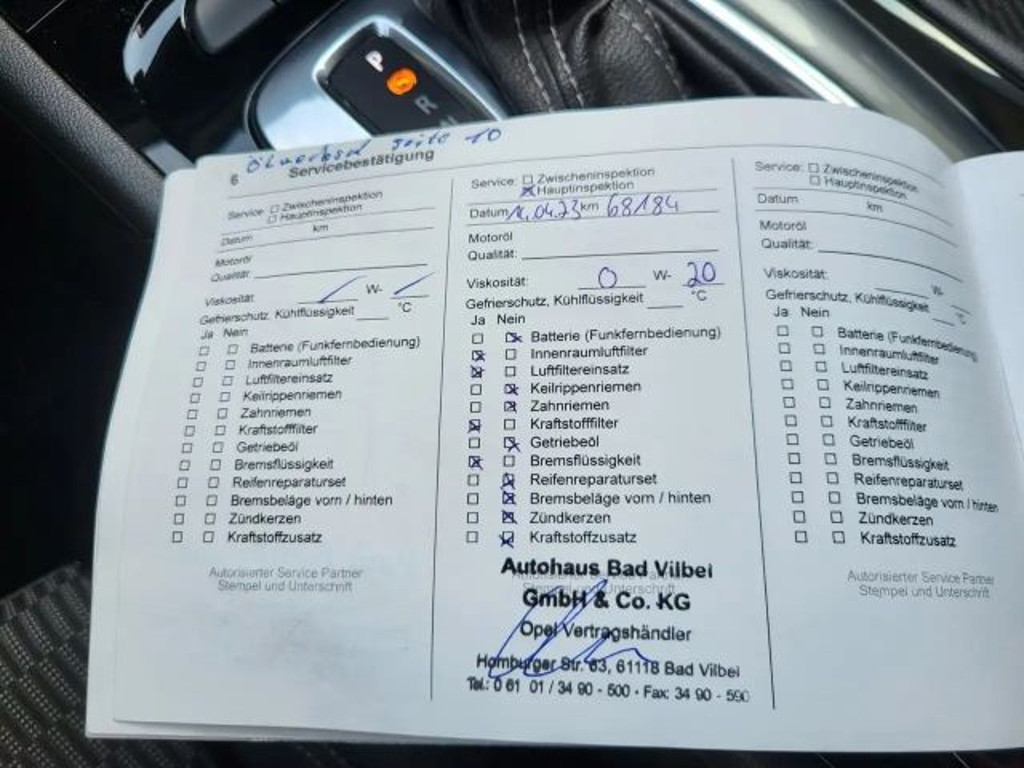 P
R
6 Ölwechsel Seite 10
Servicebestätigung
Service: ☐ Zwischeninspektion
☐ Hauptinspektion
Datum km
Motoröl
Qualität:
Viskosität: / W- /
Gefrierschutz, Kühlflüssigkeit °C
Ja Nein
☐ ☐ Batterie (Funkfernbedienung)
☐ ☐ Innenraumluftfilter
☐ ☐ Luftfiltereinsatz
☐ ☐ Keilrippenriemen
☐ ☐ Zahnriemen
☐ ☐ Kraftstofffilter
☐ ☐ Getriebeöl
☐ ☐ Bremsflüssigkeit
☐ ☐ Reifenreparaturset
☐ ☐ Bremsbeläge vorn / hinten
☐ ☐ Zündkerzen
☐ ☐ Kraftstoffzusatz
Autorisierter Service Partner
Stempel und Unterschrift
Service: ☐ Zwischeninspektion
☒ Hauptinspektion
Datum 04.23 km 68184
Motoröl
Qualität:
Viskosität: 0 W- 20
Gefrierschutz, Kühlflüssigkeit °C
Ja Nein
☐ ☒ Batterie (Funkfernbedienung)
☒ ☐ Innenraumluftfilter
☒ ☐ Luftfiltereinsatz
☐ ☒ Keilrippenriemen
☐ ☒ Zahnriemen
☒ ☐ Kraftstofffilter
☐ ☒ Getriebeöl
☒ ☐ Bremsflüssigkeit
☐ ☒ Reifenreparaturset
☐ ☒ Bremsbeläge vorn / hinten
☐ ☒ Zündkerzen
☐ ☒ Kraftstoffzusatz
Autohaus Bad Vilbel
GmbH & Co. KG
Opel Vertragshändler
Homburger Str. 63, 61118 Bad Vilbel
Tel.: 0 61 01 / 34 90 - 500 · Fax: 34 90 - 590
Service: ☐ Zwischeninspektion
☐ Hauptinspektion
Datum km
Motoröl
Qualität:
Viskosität: W-
Gefrierschutz, Kühlflüssigkeit °C
Ja Nein
☐ ☐ Batterie (Funkfernbedienung)
☐ ☐ Innenraumluftfilter
☐ ☐ Luftfiltereinsatz
☐ ☐ Keilrippenriemen
☐ ☐ Zahnriemen
☐ ☐ Kraftstofffilter
☐ ☐ Getriebeöl
☐ ☐ Bremsflüssigkeit
☐ ☐ Reifenreparaturset
☐ ☐ Bremsbeläge vorn / hinten
☐ ☐ Zündkerzen
☐ ☐ Kraftstoffzusatz
Autorisierter Service Partner
Stempel und Unterschrift